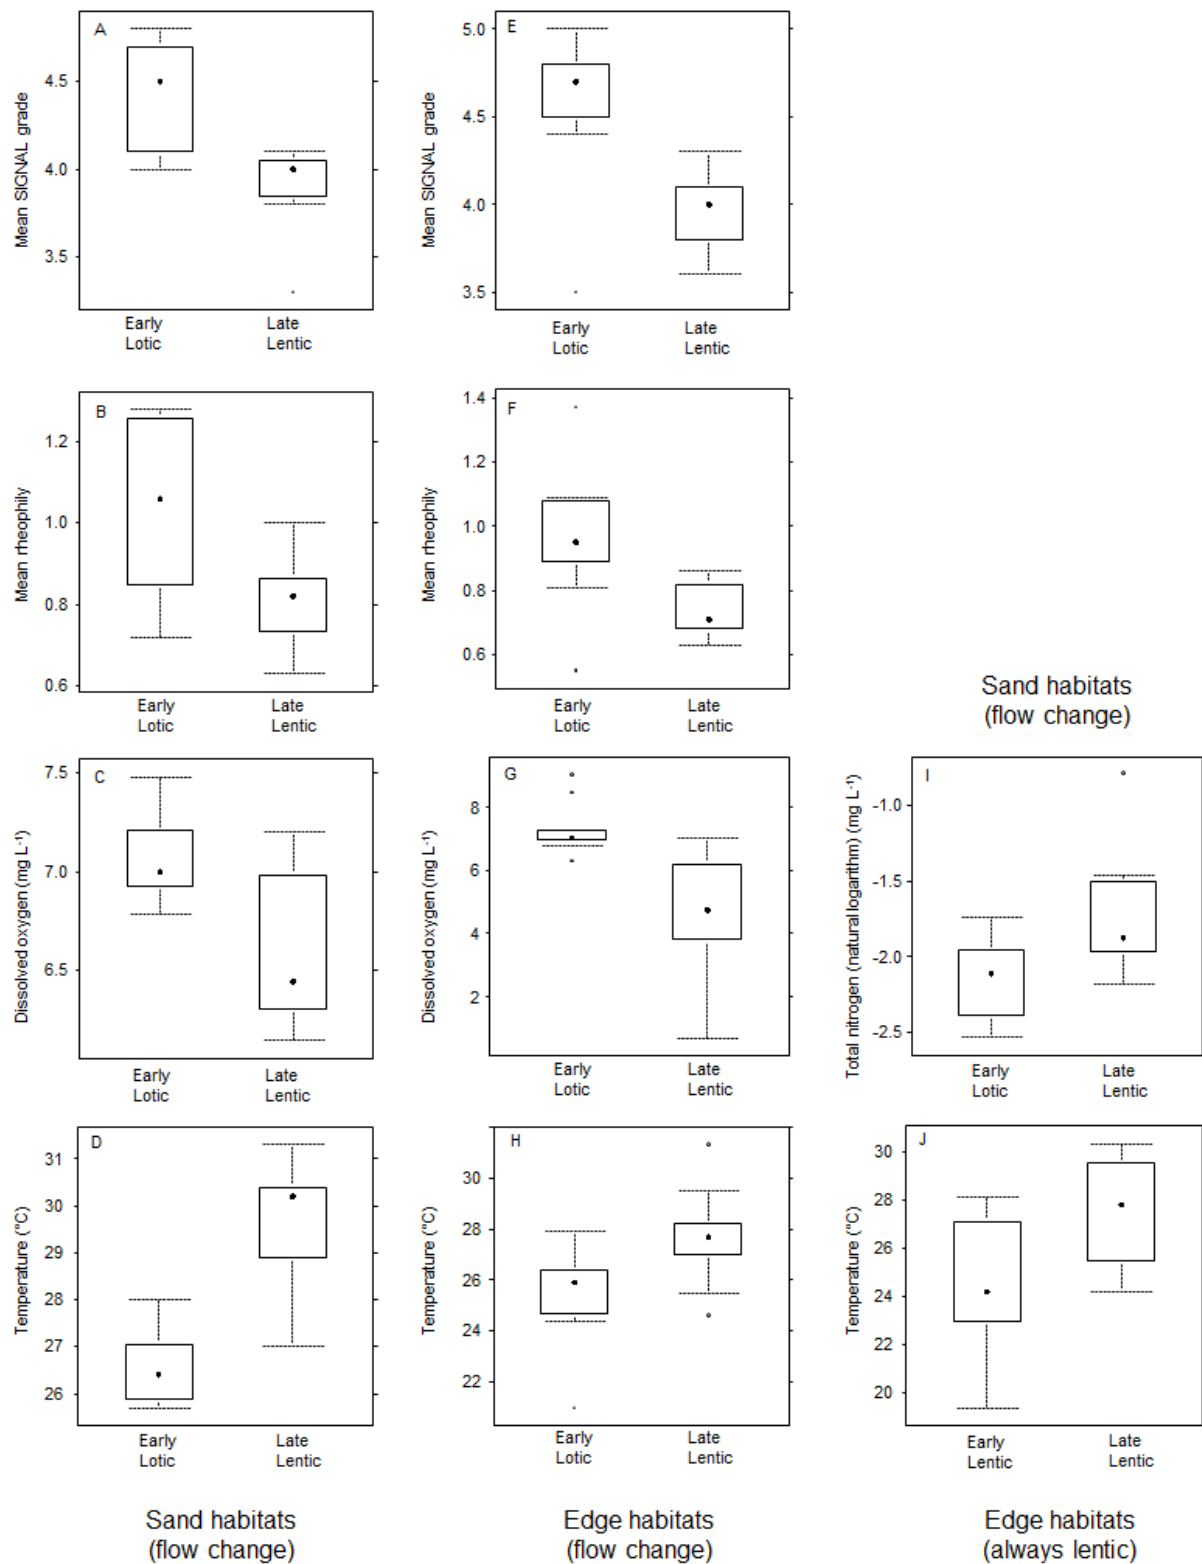 A
Mean SIGNAL grade
4.5
4.0
3.5
Early
Lotic
Late
Lentic
E
Mean SIGNAL grade
5.0
4.5
4.0
3.5
Early
Lotic
Late
Lentic
B
Mean rheophily
1.2
1.0
0.8
0.6
Early
Lotic
Late
Lentic
F
Mean rheophily
1.4
1.2
1.0
0.8
0.6
Early
Lotic
Late
Lentic
Sand habitats
(flow change)
C
Dissolved oxygen (mg L⁻¹)
7.5
7.0
6.5
Early
Lotic
Late
Lentic
G
Dissolved oxygen (mg L⁻¹)
8
6
4
2
Early
Lotic
Late
Lentic
I
Total nitrogen (natural logarithm) (mg L⁻¹)
-1.0
-1.5
-2.0
-2.5
Early
Lotic
Late
Lentic
D
Temperature (°C)
31
30
29
28
27
26
Early
Lotic
Late
Lentic
H
Temperature (°C)
30
28
26
24
22
Early
Lotic
Late
Lentic
J
Temperature (°C)
30
28
26
24
22
20
Early
Lotic
Late
Lentic
Sand habitats
(flow change)
Edge habitats
(flow change)
Edge habitats
(always lentic)